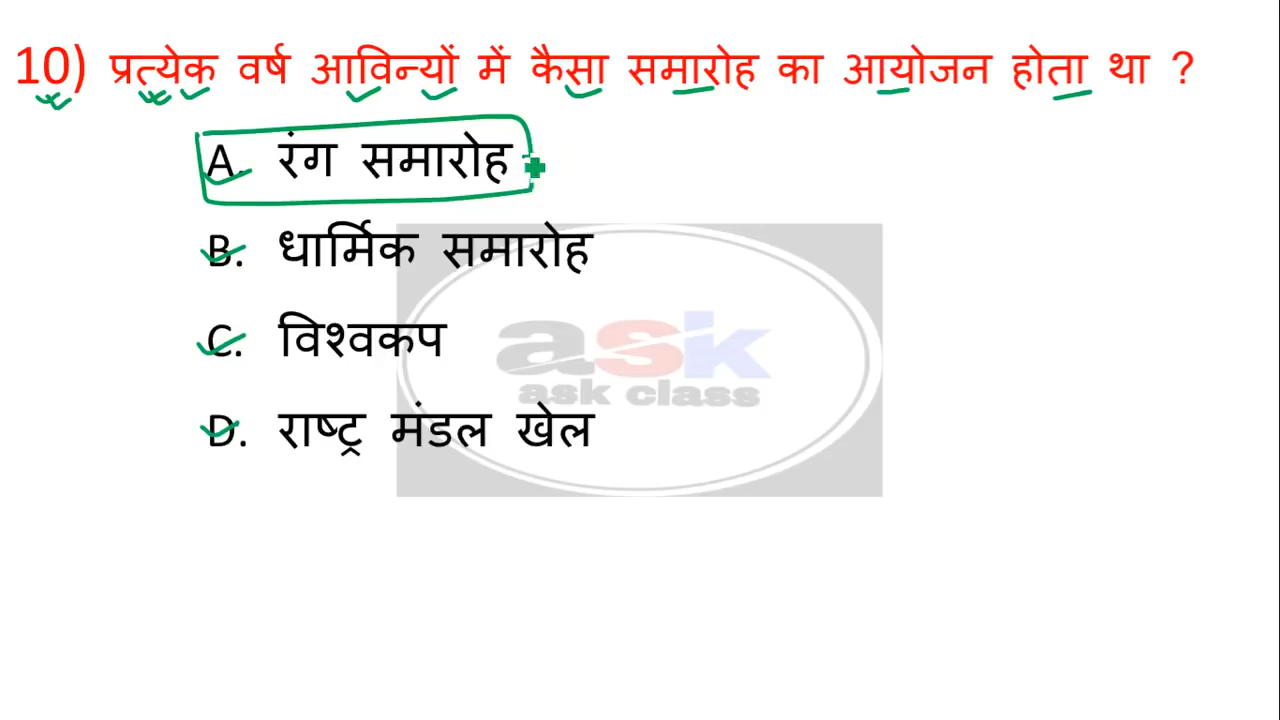 10) प्रत्येक वर्ष आविन्यों में कैसा समारोह का आयोजन होता था ?
A. रंग समारोह
B. धार्मिक समारोह
C. विश्वकप
D. राष्ट्र मंडल खेल
ask
ask class